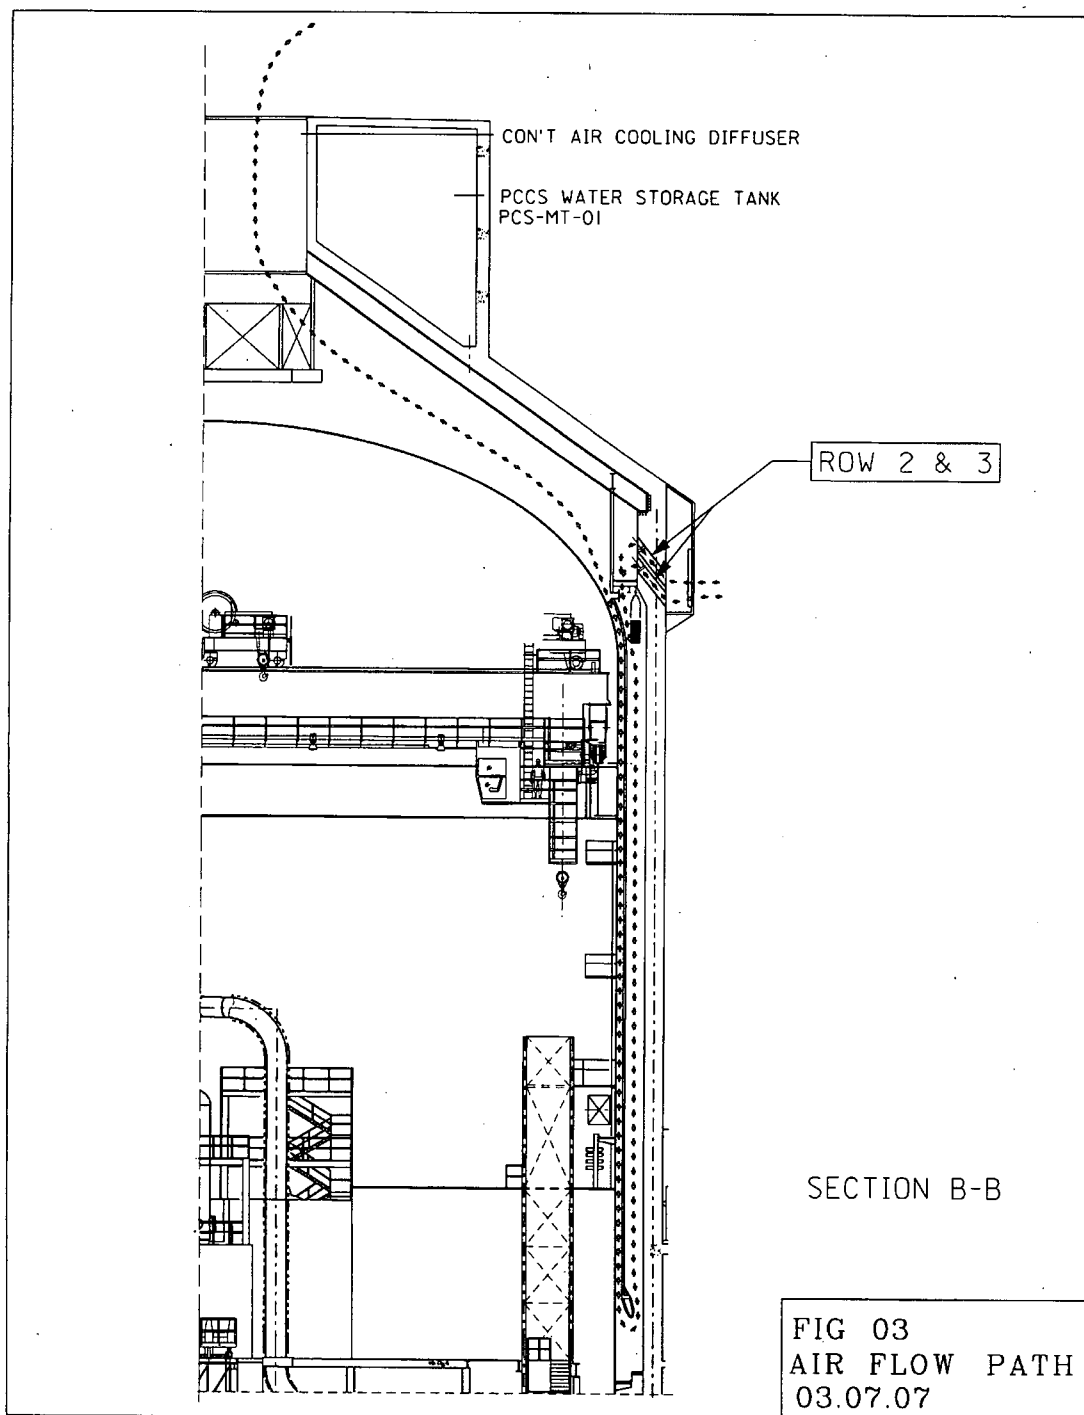 CON'T AIR COOLING DIFFUSER
PCCS WATER STORAGE TANK
PCS-MT-01
ROW 2 & 3
SECTION B-B
FIG 03
AIR FLOW PATH
03.07.07